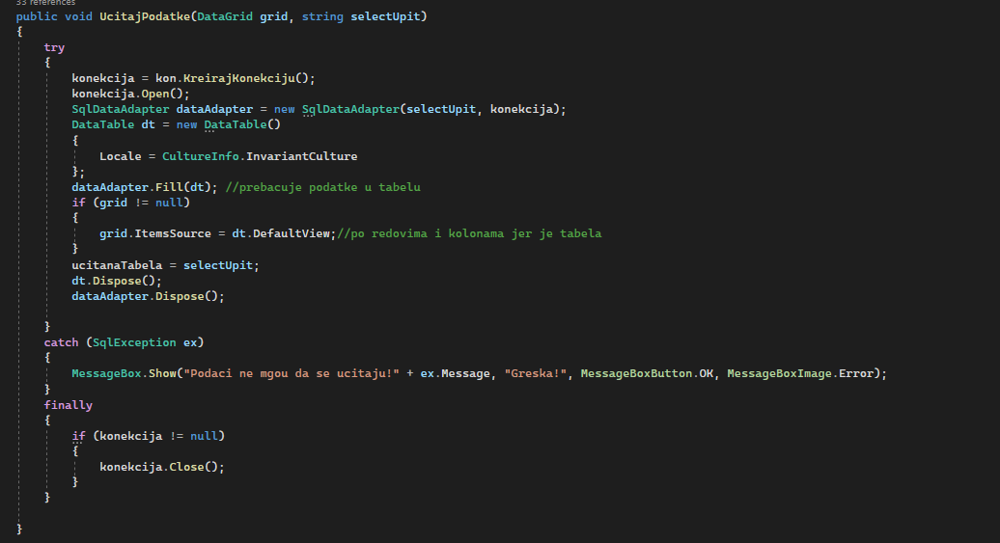 33 references
public void UcitajPodatke(DataGrid grid, string selectUpit)
{
try
{
konekcija = kon.KreirajKonekciju();
konekcija.Open();
SqlDataAdapter dataAdapter = new SqlDataAdapter(selectUpit, konekcija);
DataTable dt = new DataTable()
{
Locale = CultureInfo.InvariantCulture
};
dataAdapter.Fill(dt); //prebacuje podatke u tabelu
if (grid != null)
{
grid.ItemsSource = dt.DefaultView;//po redovima i kolonama jer je tabela
}
ucitanaTabela = selectUpit;
dt.Dispose();
dataAdapter.Dispose();
}
catch (SqlException ex)
{
MessageBox.Show("Podaci ne mgou da se ucitaju!" + ex.Message, "Greska!", MessageBoxButton.OK, MessageBoxImage.Error);
}
finally
{
if (konekcija != null)
{
konekcija.Close();
}
}
}